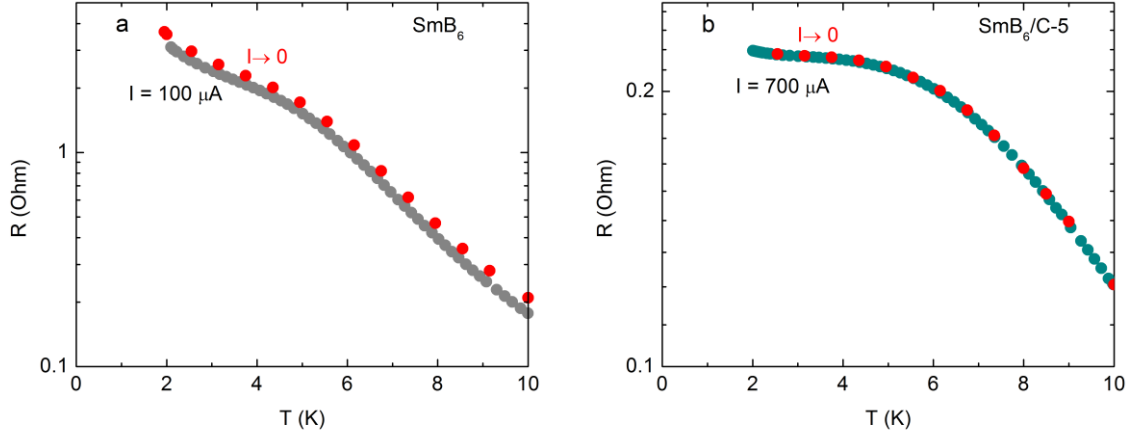 a
SmB₆
I→ 0
I = 100 μA
1
0.1
R (Ohm)
0 2 4 6 8 10
T (K)
b
SmB₆/C-5
I→ 0
I = 700 μA
0.2
0.1
R (Ohm)
0 2 4 6 8 10
T (K)